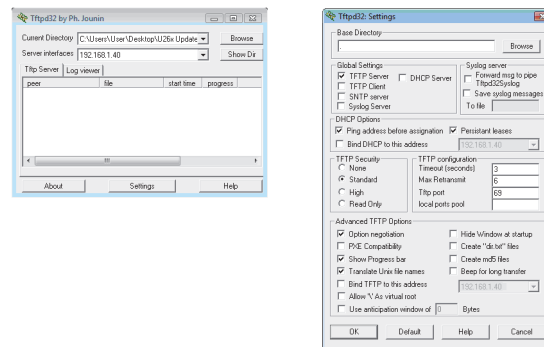 Tftpd32 by Ph. Jounin
Current Directory C:\Users\User\Desktop\U26x Update Browse
Server interfaces 192.168.1.40 Show Dir
Tftp Server Log viewer
peer file start time progress
About Settings Help
Tftpd32: Settings
Base Directory
. Browse
Global Settings
TFTP Server
TFTP Client
SNTP server
Syslog Server
DHCP Server
Syslog server
Forward msg to pipe
Tftpd32Syslog
Save syslog messages
To file
DHCP Options
Ping address before assignation Persistant leases
Bind DHCP to this address 192.168.1.40
TFTP Security
None
Standard
High
Read Only
TFTP configuration
Timeout (seconds) 3
Max Retransmit 6
Tftp port 69
local ports pool
Advanced TFTP Options
Option negotiation Hide Window at startup
PXE Compatibility Create "dir.txt" files
Show Progress bar Create md5 files
Translate Unix file names Beep for long transfer
Bind TFTP to this address 192.168.1.40
Allow '\' As virtual root
Use anticipation window of 0 Bytes
OK Default Help Cancel